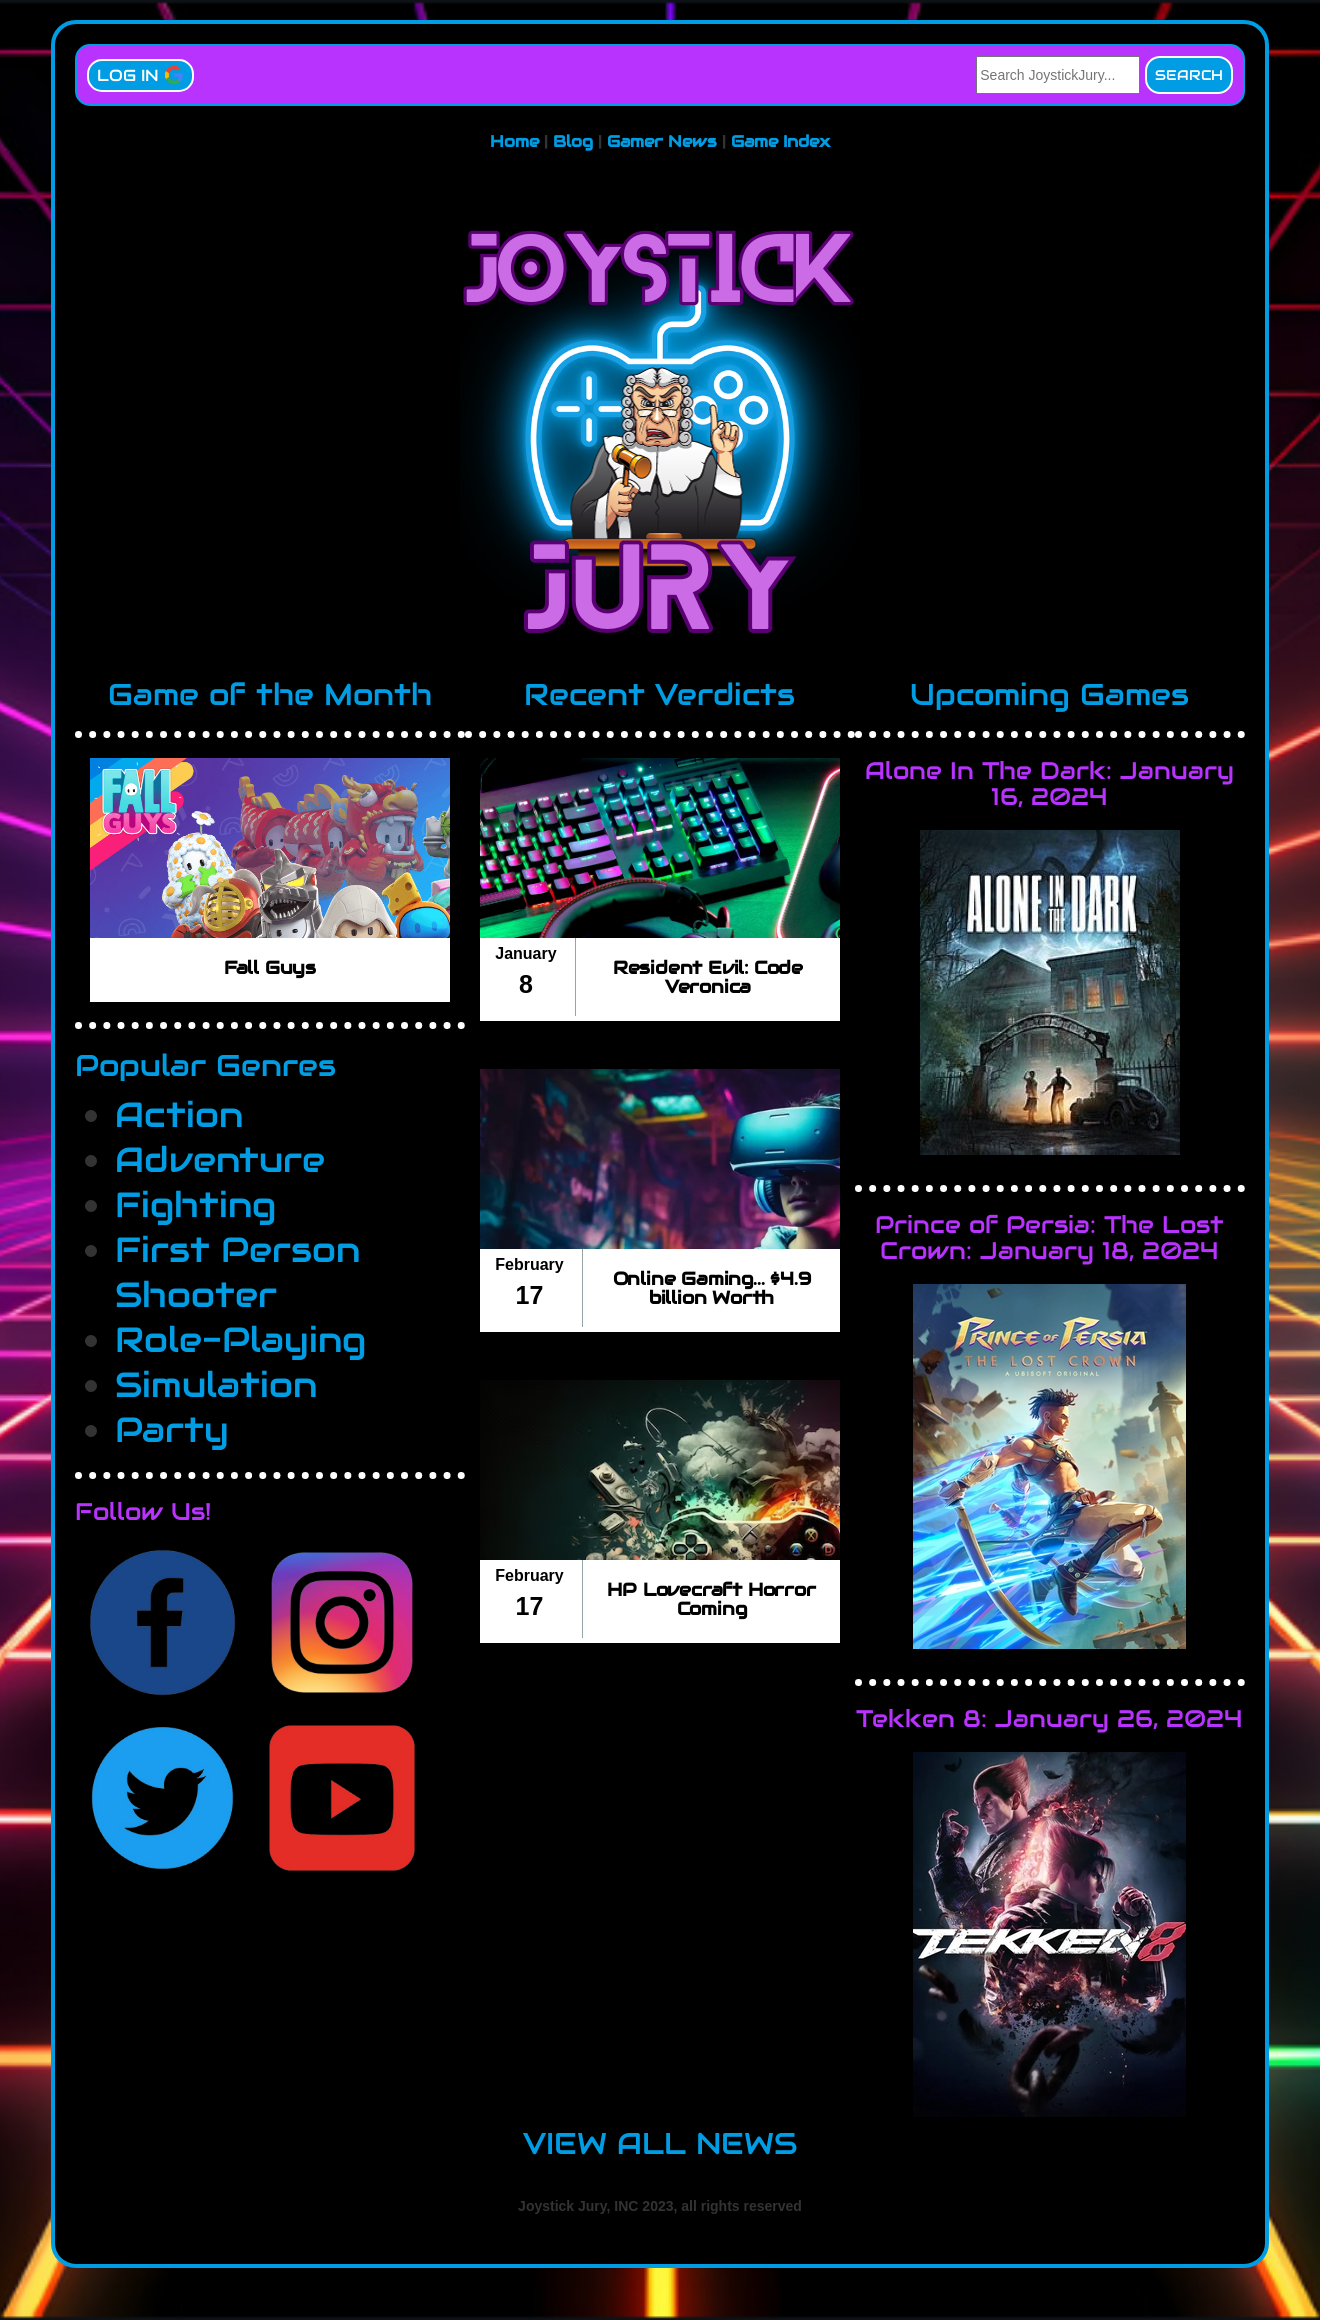 LOG IN
Search JoystickJury...
SEARCH
Home | Blog | Gamer News | Game Index
JOYSTICK
JURY
Game of the Month
FALL
GUYS
Fall Guys
Popular Genres
Action
Adventure
Fighting
First Person
Shooter
Role-Playing
Simulation
Party
Follow Us!
Recent Verdicts
January
8
Resident Evil: Code
Veronica
February
17
Online Gaming... $4.9
billion Worth
February
17
HP Lovecraft Horror
Coming
Upcoming Games
Alone In The Dark: January
16, 2024
ALONE IN THE DARK
Prince of Persia: The Lost
Crown: January 18, 2024
PRINCE OF PERSIA
THE LOST CROWN
A UBISOFT ORIGINAL
Tekken 8: January 26, 2024
TEKKEN 8
VIEW ALL NEWS
Joystick Jury, INC 2023, all rights reserved